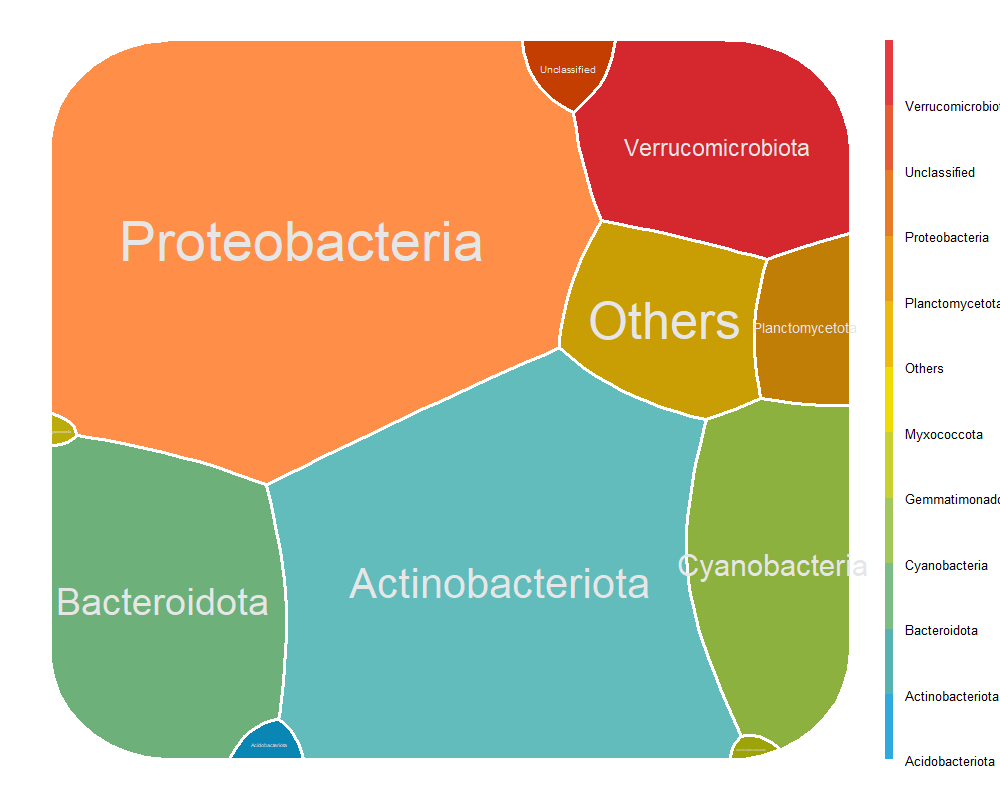 Unclassified
Verrucomicrobiota
Proteobacteria
Others
Planctomycetota
Cyanobacteria
Actinobacteriota
Bacteroidota
Acidobacteriota
Verrucomicrobiot
Unclassified
Proteobacteria
Planctomycetota
Others
Myxococcota
Gemmatimonado
Cyanobacteria
Bacteroidota
Actinobacteriota
Acidobacteriota